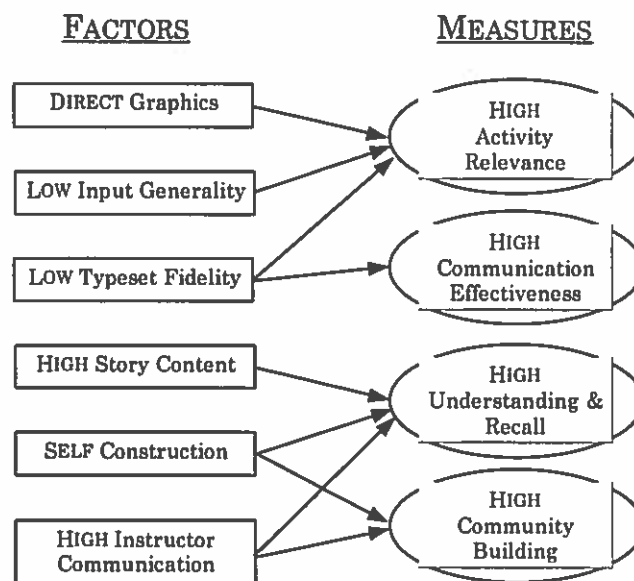 FACTORS
MEASURES
DIRECT Graphics
LOW Input Generality
LOW Typeset Fidelity
HIGH Story Content
SELF Construction
HIGH Instructor
Communication
HIGH
Activity
Relevance
HIGH
Communication
Effectiveness
HIGH
Understanding &
Recall
HIGH
Community
Building